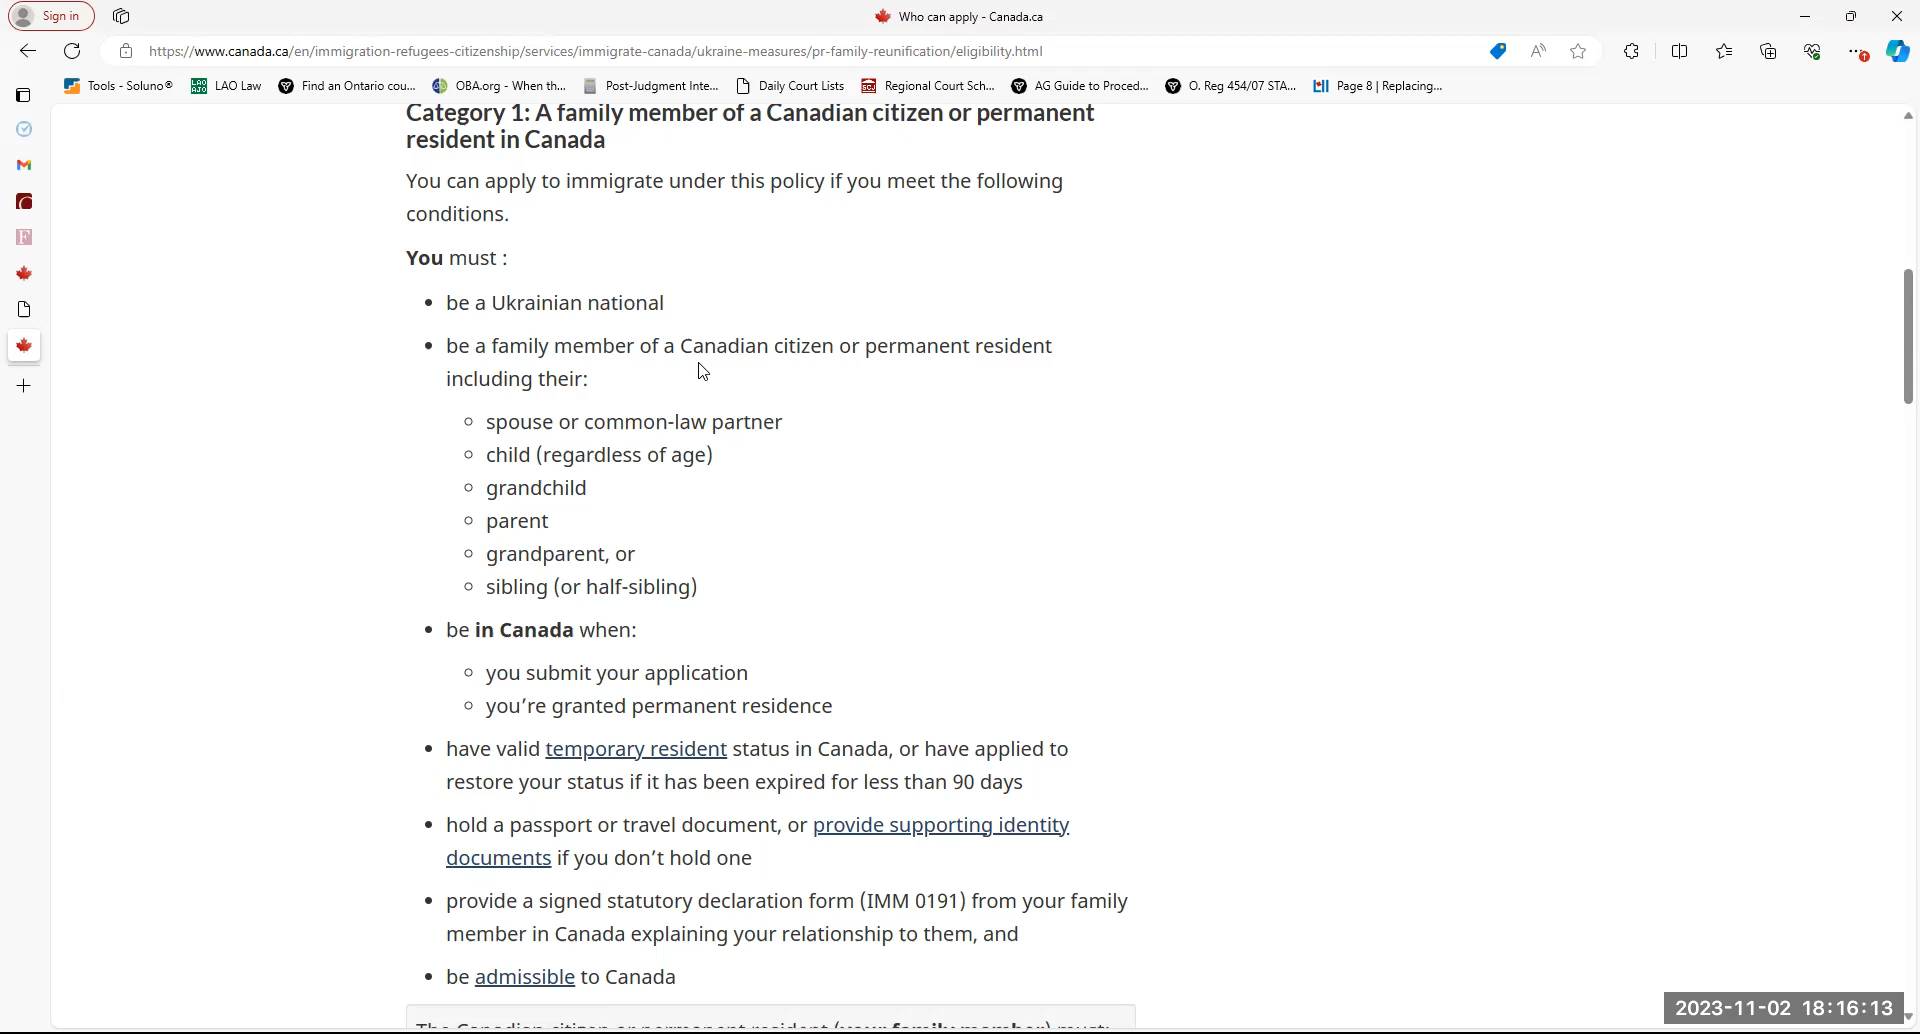 Sign in
Who can apply - Canada.ca
https://www.canada.ca/en/immigration-refugees-citizenship/services/immigrate-canada/ukraine-measures/pr-family-reunification/eligibility.html
Tools - Soluno® LAO Law Find an Ontario cou... OBA.org - When th... Post-Judgment Inte... Daily Court Lists Regional Court Sch... AG Guide to Proced... O. Reg 454/07 STA... Page 8 | Replacing...
Category 1: A family member of a Canadian citizen or permanent
resident in Canada
You can apply to immigrate under this policy if you meet the following
conditions.
You must :
be a Ukrainian national
be a family member of a Canadian citizen or permanent resident
including their:
spouse or common-law partner
child (regardless of age)
grandchild
parent
grandparent, or
sibling (or half-sibling)
be in Canada when:
you submit your application
you’re granted permanent residence
have valid temporary resident status in Canada, or have applied to
restore your status if it has been expired for less than 90 days
hold a passport or travel document, or provide supporting identity
documents if you don’t hold one
provide a signed statutory declaration form (IMM 0191) from your family
member in Canada explaining your relationship to them, and
be admissible to Canada
The Canadian citizen or permanent resident (your family member) must:
2023-11-02 18:16:13